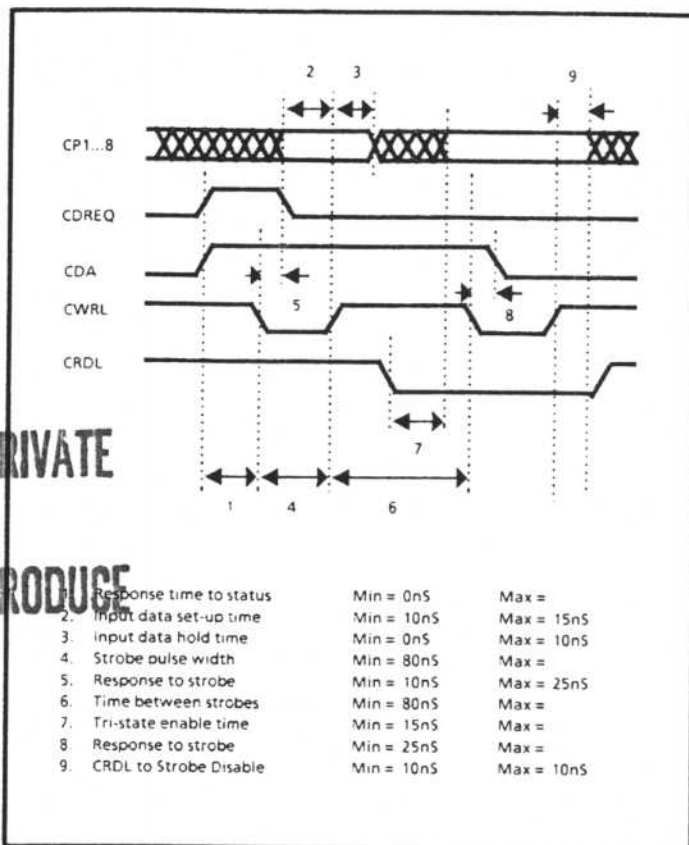 2 3 9
CP1...8
CDREQ
CDA
5
CWRL
8
CRDL
7
RIVATE
1 4 6
RODUCE
1. Response time to status Min = 0nS Max =
2. Input data set-up time Min = 10nS Max = 15nS
3. Input data hold time Min = 0nS Max = 10nS
4. Strobe pulse width Min = 80nS Max =
5. Response to strobe Min = 10nS Max = 25nS
6. Time between strobes Min = 80nS Max =
7. Tri-state enable time Min = 15nS Max =
8. Response to strobe Min = 25nS Max =
9. CRDL to Strobe Disable Min = 10nS Max = 10nS